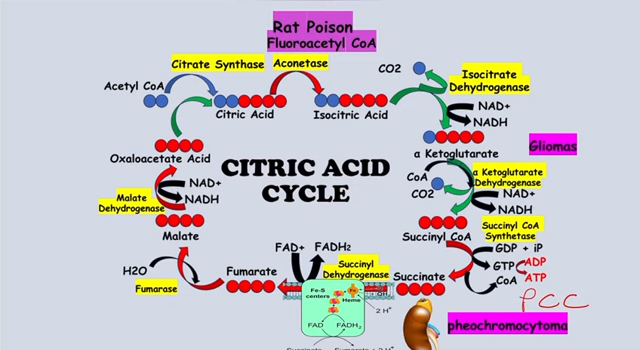 Rat Poison
Fluoroacetyl CoA
Citrate Synthase
Aconetase
CO2
Isocitrate
Dehydrogenase
Acetyl CoA
NAD+
NADH
Citric Acid
Isocitric Acid
Gliomas
Oxaloacetate Acid
α Ketoglutarate
CITRIC ACID
CYCLE
CoA
α Ketoglutarate
Dehydrogenase
CO2
NAD+
NADH
NAD+
NADH
Malate
Dehydrogenase
Succinyl CoA
Synthetase
Malate
Succinyl CoA
GDP + iP
FAD+
FADH2
GTP
ADP
ATP
CoA
H2O
Fumarate
Succinyl
Dehydrogenase
Succinate
Fumarase
Fe-S
centers
Fe
Heme
2 H+
FAD
FADH2
PCC
pheochromocytoma